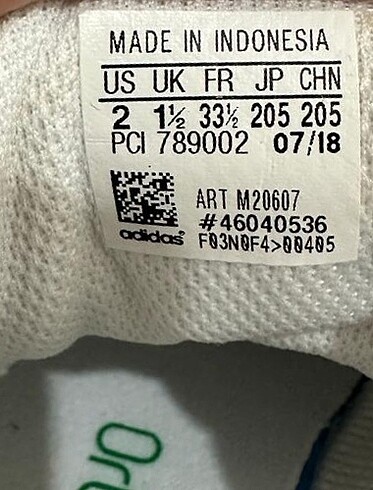 MADE IN INDONESIA
US UK FR JP CHN
2 1½ 33½ 205 205
PCI 789002 07/18
ART M20607
#46040536
adidas®
F03N0F4>00405
Or